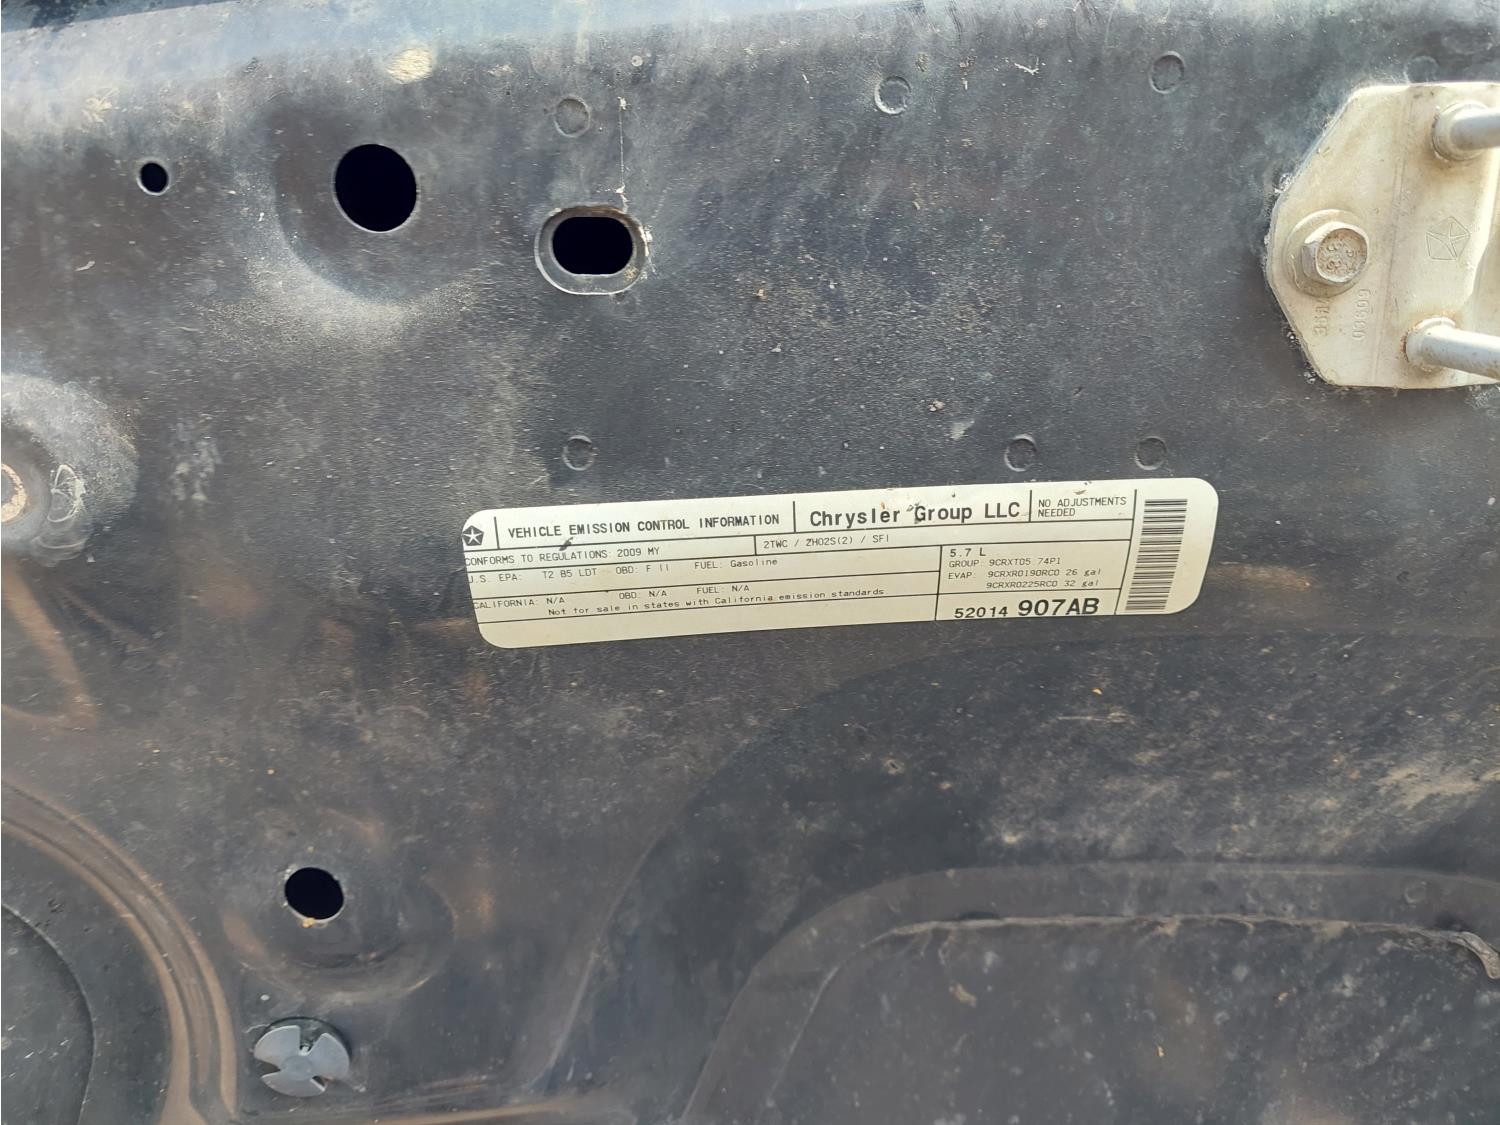 VEHICLE EMISSION CONTROL INFORMATION
Chrysler Group LLC
NO ADJUSTMENTS
NEEDED
CONFORMS TO REGULATIONS: 2009 MY
2TWC / 2HO2S(2) / SFI
U.S. EPA: T2 B5 LDT OBD: F II FUEL: Gasoline
5.7 L
GROUP: 9CRXT05.74P1
EVAP: 9CRXR0190RC0 26 gal
9CRXR0225RC0 32 gal
CALIFORNIA: N/A OBD: N/A FUEL: N/A
Not for sale in states with California emission standards
52014 907AB